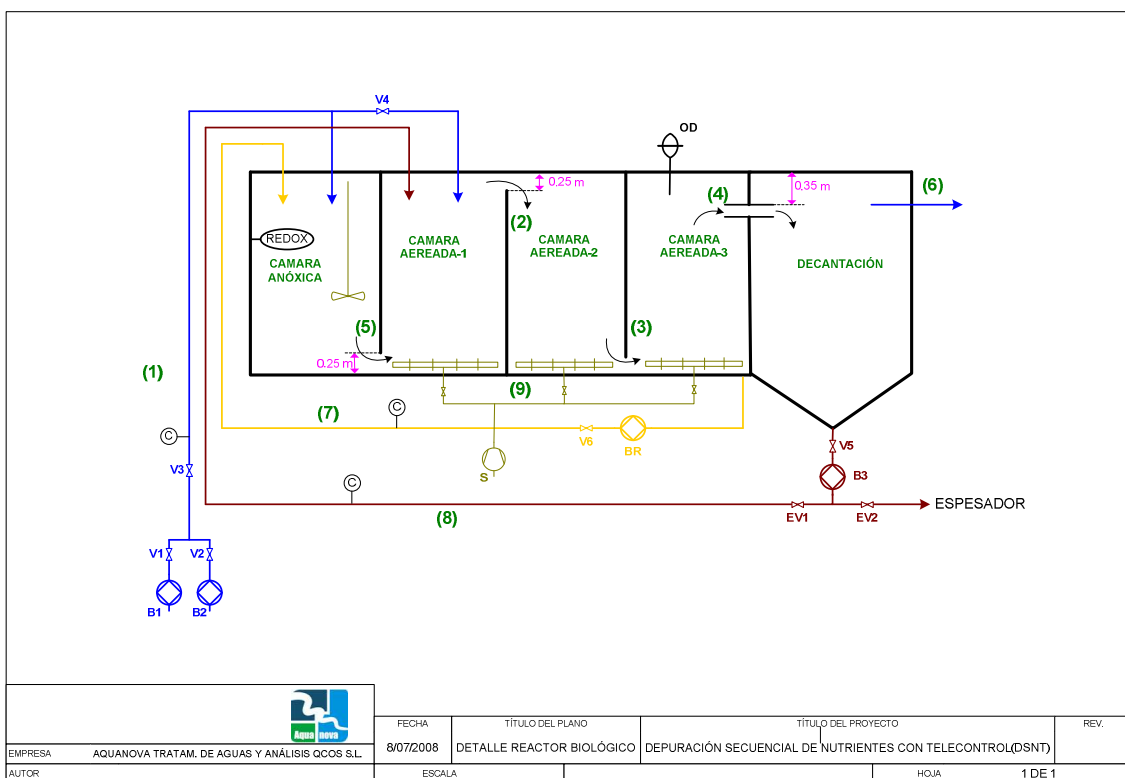 V4
OD
0,25 m
0,35 m
(6)
(4)
(2)
REDOX
CAMARA
ANÓXICA
CAMARA
AEREADA-1
CAMARA
AEREADA-2
CAMARA
AEREADA-3
DECANTACIÓN
(5)
(3)
0,25 m
(1)
(9)
(7)
C
C
V6
BR
V5
V3
S
B3
C
(8)
EV1
EV2
ESPESADOR
V1
V2
B1
B2
Aqua nova
FECHA
TÍTULO DEL PLANO
TÍTULO DEL PROYECTO
REV.
8/07/2008
DETALLE REACTOR BIOLÓGICO
DEPURACIÓN SECUENCIAL DE NUTRIENTES CON TELECONTROL(DSNT)
EMPRESA
AQUANOVA TRATAM. DE AGUAS Y ANÁLISIS QCOS S.L.
AUTOR
ESCALA
HOJA
1 DE 1